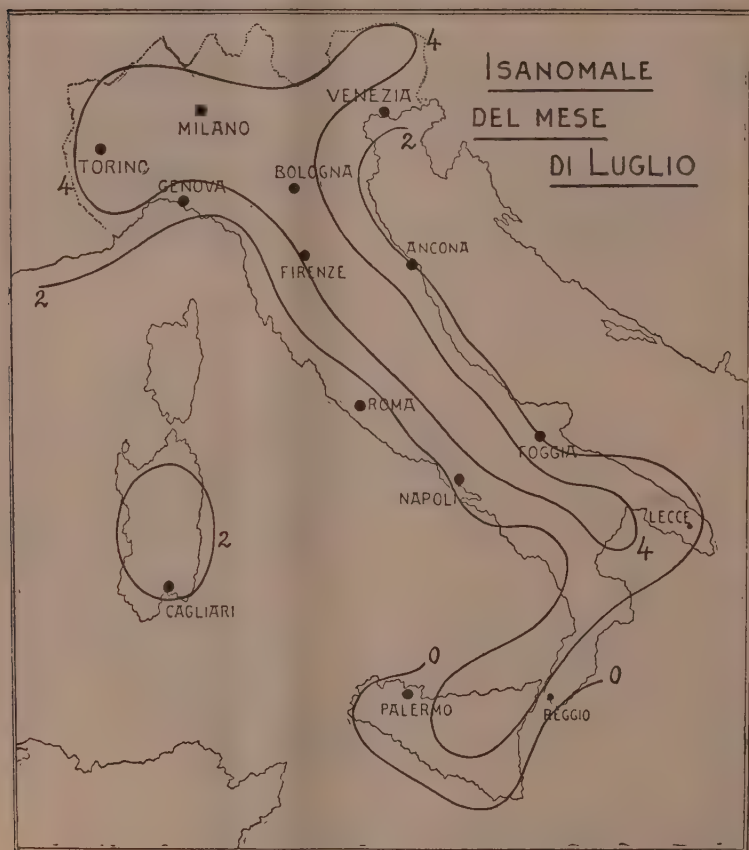 ISANOMALE
DEL MESE
DI LUGLIO
4
VENEZIA
MILANO
2
TORINO
BOLOGNA
4
GENOVA
ANCONA
FIRENZE
2
ROMA
FOGGIA
NAPOLI
LECCE
2
4
CAGLIARI
0
0
PALERMO
REGGIO